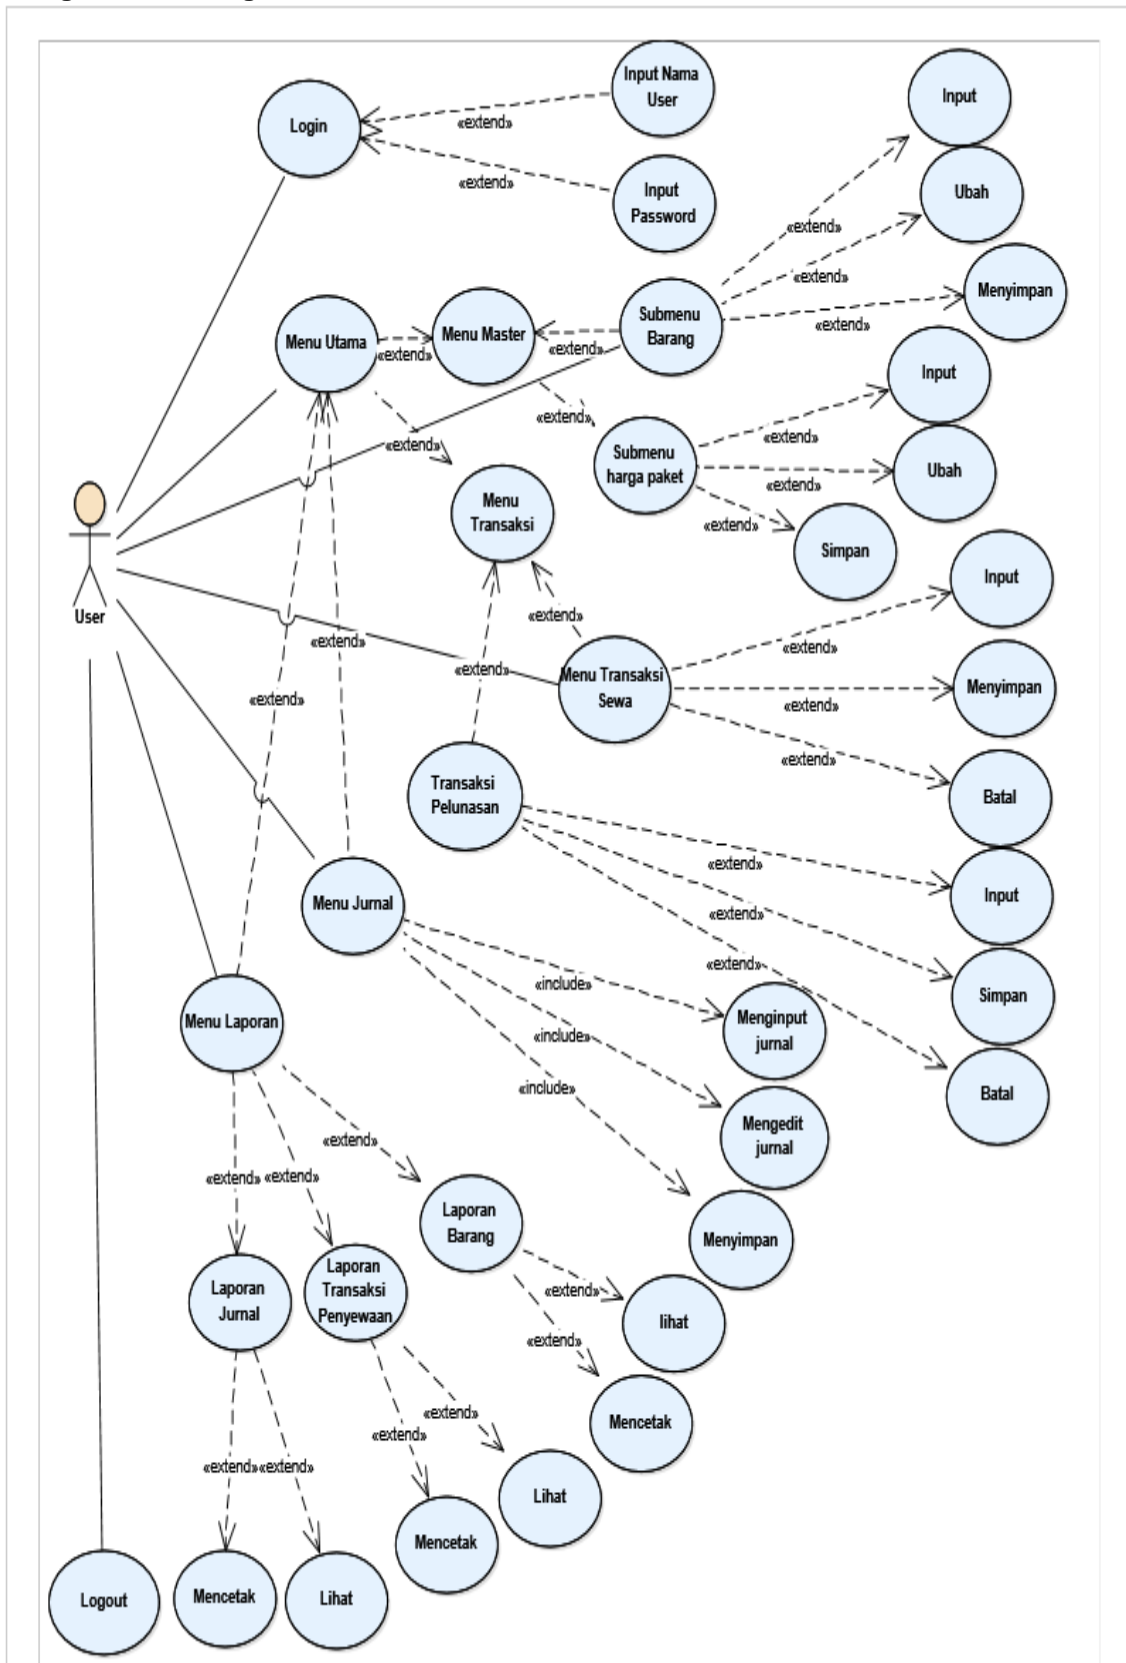 Input Nama
User
Input
Login
«extend»
«extend»
Input
Password
Ubah
«extend»
«extend»
Menyimpan
Submenu
Barang
Menu Utama
Menu Master
«extend»
«extend»
«extend»
Input
«extend»
«extend»
«extend»
Submenu
harga paket
Ubah
«extend»
Menu
Transaksi
«extend»
Simpan
Input
User
«extend»
«extend»
«extend»
«extend»
Menu Transaksi
Sewa
Menyimpan
«extend»
«extend»
«extend»
Transaksi
Pelunasan
Batal
«extend»
Input
Menu Jurnal
«extend»
«extend»
Simpan
«include»
Menu Laporan
Menginput
jurnal
«include»
«include»
Batal
Mengedit
jurnal
«extend»
«extend»
«extend»
Laporan
Barang
Menyimpan
Laporan
Jurnal
Laporan
Transaksi
Penyewaan
«extend»
lihat
«extend»
«extend»
Mencetak
«extend»
«extend»
«extend»
Lihat
Mencetak
Logout
Mencetak
Lihat